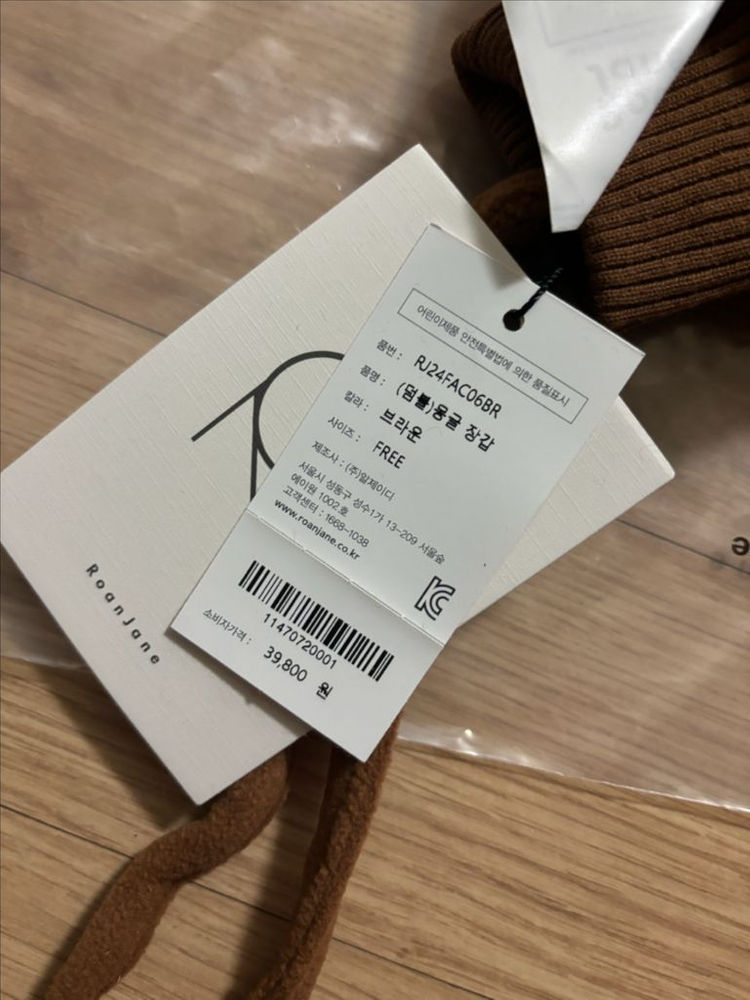 어린이제품 안전특별법에 의한 품질표시
품번 : RJ24FAC06BR
품명 : (덤블)몽글 장갑
칼라 : 브라운
사이즈 : FREE
제조사 : (주)일제이디
서울시 성동구 성수1가 13-209 서울숲
에이원 1002호
고객센터 : 1668-1038
www.roanjane.co.kr
11470720001
소비자가격 : 39,800 원
RoanJane